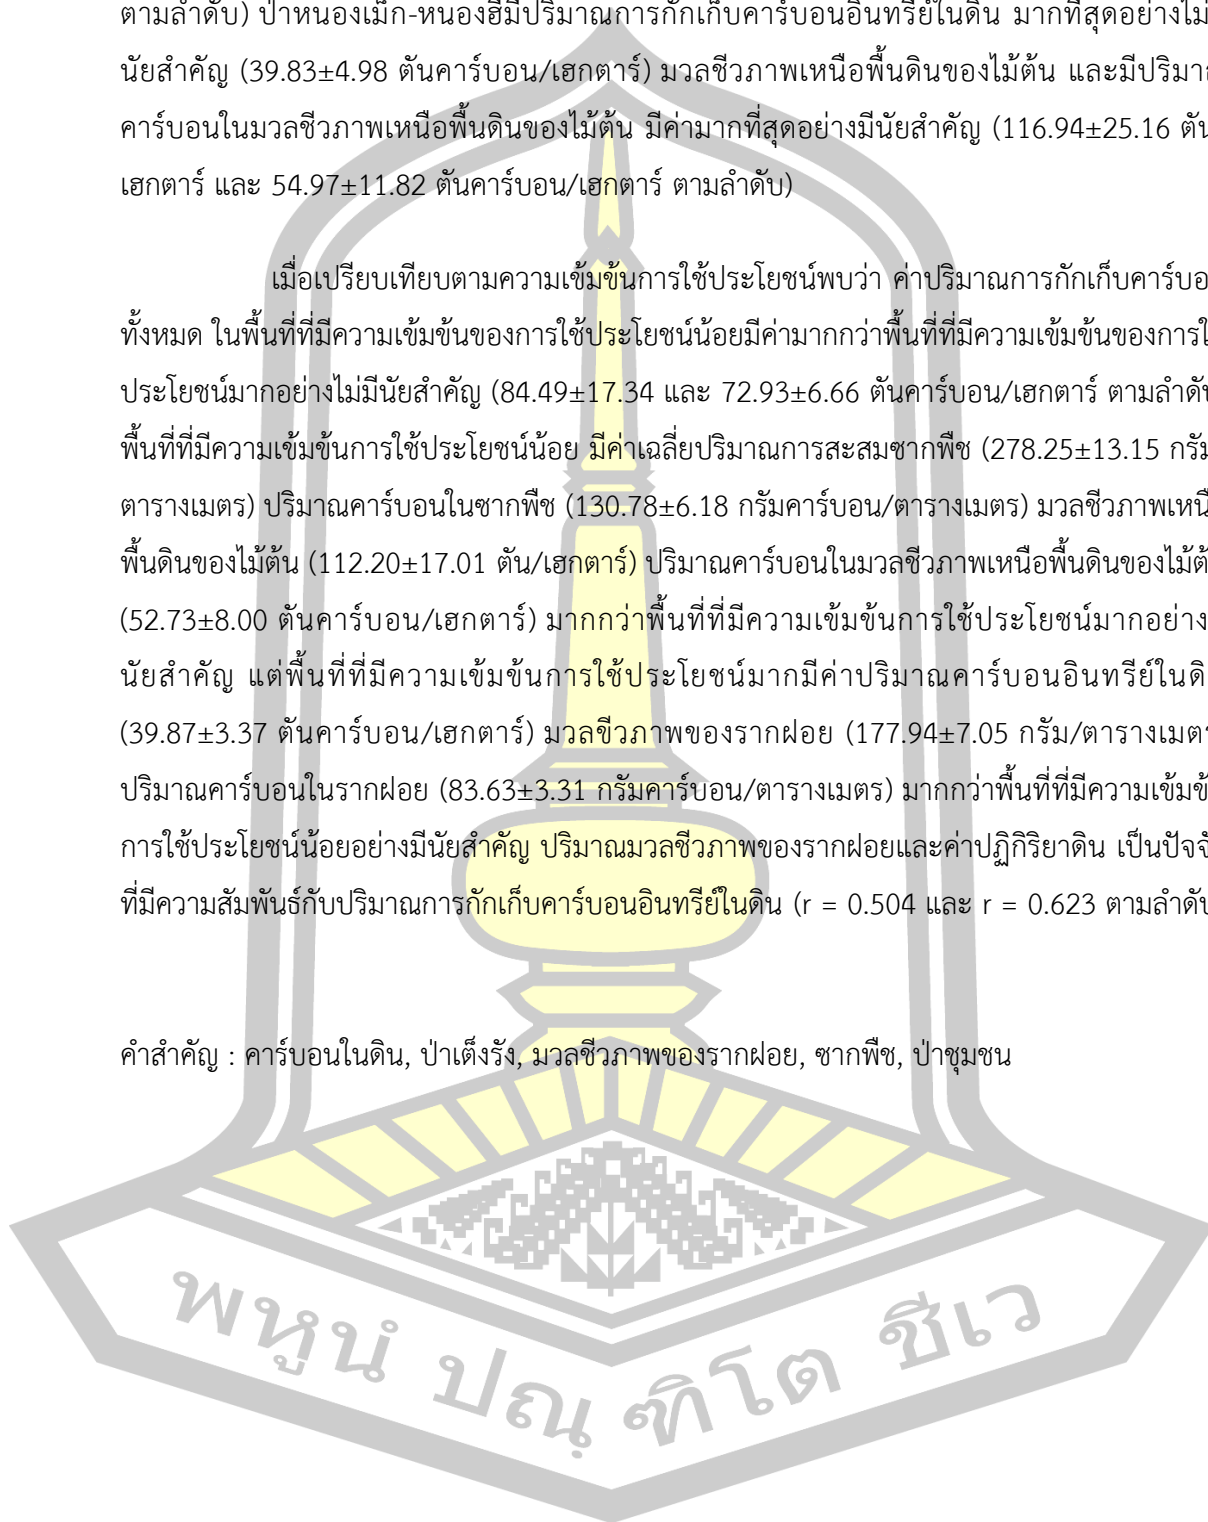 ตามลำดับ) ป่าหนองเม็ก-หนองฮีมีปริมาณการกักเก็บคาร์บอนอินทรีย์ในดิน มากที่สุดอย่างไม่
นัยสำคัญ (39.83±4.98 ตันคาร์บอน/เฮกตาร์) มวลชีวภาพเหนือพื้นดินของไม้ต้น และมีปริมาณ
คาร์บอนในมวลชีวภาพเหนือพื้นดินของไม้ต้น มีค่ามากที่สุดอย่างมีนัยสำคัญ (116.94±25.16 ตัน
เฮกตาร์ และ 54.97±11.82 ตันคาร์บอน/เฮกตาร์ ตามลำดับ)
เมื่อเปรียบเทียบตามความเข้มข้นการใช้ประโยชน์พบว่า ค่าปริมาณการกักเก็บคาร์บอ
ทั้งหมด ในพื้นที่ที่มีความเข้มข้นของการใช้ประโยชน์น้อยมีค่ามากกว่าพื้นที่ที่มีความเข้มข้นของการใ
ประโยชน์มากอย่างไม่มีนัยสำคัญ (84.49±17.34 และ 72.93±6.66 ตันคาร์บอน/เฮกตาร์ ตามลำดับ
พื้นที่ที่มีความเข้มข้นการใช้ประโยชน์น้อย มีค่าเฉลี่ยปริมาณการสะสมซากพืช (278.25±13.15 กรัม
ตารางเมตร) ปริมาณคาร์บอนในซากพืช (130.78±6.18 กรัมคาร์บอน/ตารางเมตร) มวลชีวภาพเหนื
พื้นดินของไม้ต้น (112.20±17.01 ตัน/เฮกตาร์) ปริมาณคาร์บอนในมวลชีวภาพเหนือพื้นดินของไม้ต้
(52.73±8.00 ตันคาร์บอน/เฮกตาร์) มากกว่าพื้นที่ที่มีความเข้มข้นการใช้ประโยชน์มากอย่าง
นัยสำคัญ แต่พื้นที่ที่มีความเข้มข้นการใช้ประโยชน์มากมีค่าปริมาณคาร์บอนอินทรีย์ในดิ
(39.87±3.37 ตันคาร์บอน/เฮกตาร์) มวลขีวภาพของรากฝอย (177.94±7.05 กรัม/ตารางเมตร
ปริมาณคาร์บอนในรากฝอย (83.63±3.31 กรัมคาร์บอน/ตารางเมตร) มากกว่าพื้นที่ที่มีความเข้มข้
การใช้ประโยชน์น้อยอย่างมีนัยสำคัญ ปริมาณมวลชีวภาพของรากฝอยและค่าปฏิกิริยาดิน เป็นปัจจั
ที่มีความสัมพันธ์กับปริมาณการกักเก็บคาร์บอนอินทรีย์ในดิน (r = 0.504 และ r = 0.623 ตามลำดับ
คำสำคัญ : คาร์บอนในดิน, ป่าเต็งรัง, มวลชีวภาพของรากฝอย, ซากพืช, ป่าชุมชน
พหูนํ ปณฺฑิโต ชีเว